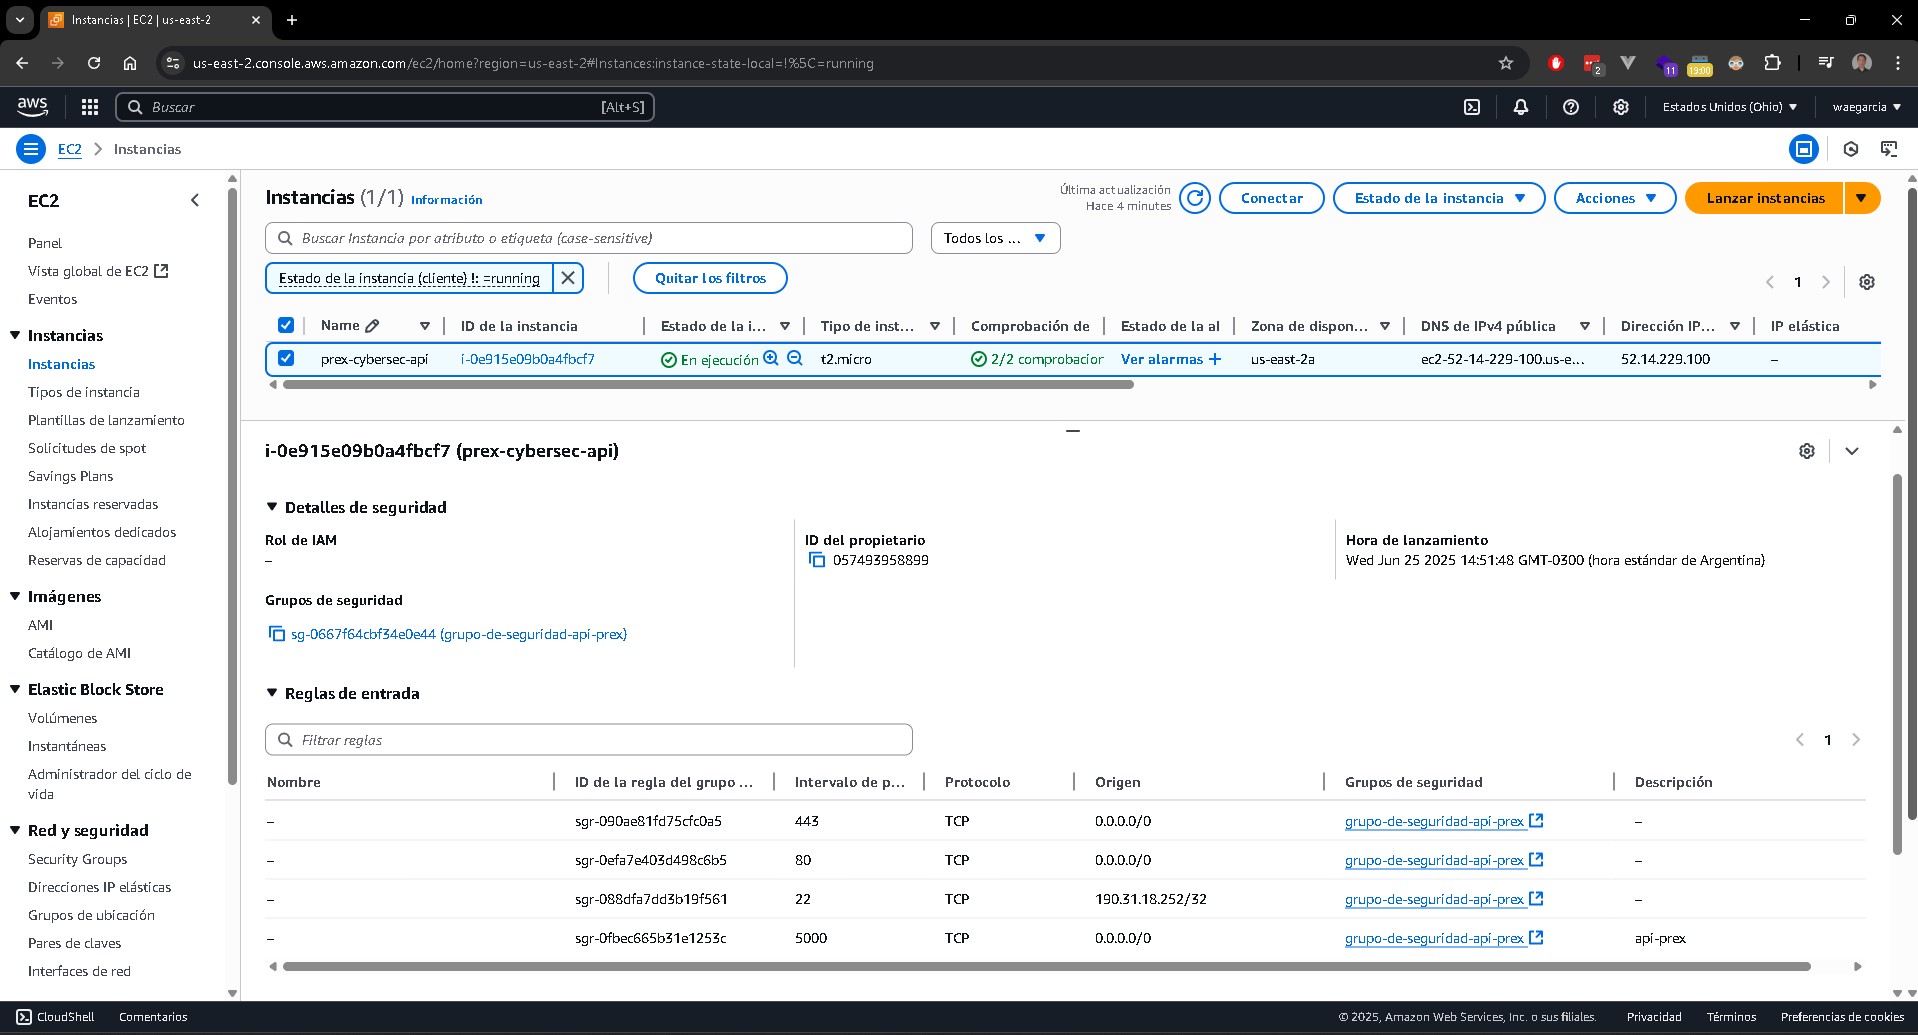 Instancias | EC2 | us-east-2
us-east-2.console.aws.amazon.com/ec2/home?region=us-east-2#Instances:instance-state-local=!%5C=running
2
11
19:00
aws
Buscar
[Alt+S]
Estados Unidos (Ohio)
waegarcia
EC2
Instancias
EC2
Panel
Vista global de EC2
Eventos
Instancias
Instancias
Tipos de instancia
Plantillas de lanzamiento
Solicitudes de spot
Savings Plans
Instancias reservadas
Alojamientos dedicados
Reservas de capacidad
Imágenes
AMI
Catálogo de AMI
Elastic Block Store
Volúmenes
Instantáneas
Administrador del ciclo de
vida
Red y seguridad
Security Groups
Direcciones IP elásticas
Grupos de ubicación
Pares de claves
Interfaces de red
Instancias (1/1) Información
Última actualización
Hace 4 minutes
Conectar
Estado de la instancia
Acciones
Lanzar instancias
Buscar Instancia por atributo o etiqueta (case-sensitive)
Todos los ...
Estado de la instancia (cliente) !: =running
Quitar los filtros
1
Name ID de la instancia Estado de la i... Tipo de inst... Comprobación de Estado de la al Zona de dispon... DNS de IPv4 pública Dirección IP... IP elástica
prex-cybersec-api i-0e915e09b0a4fbcf7 En ejecución t2.micro 2/2 comprobacior Ver alarmas + us-east-2a ec2-52-14-229-100.us-e... 52.14.229.100 –
i-0e915e09b0a4fbcf7 (prex-cybersec-api)
Detalles de seguridad
Rol de IAM
–
ID del propietario
057493958899
Hora de lanzamiento
Wed Jun 25 2025 14:51:48 GMT-0300 (hora estándar de Argentina)
Grupos de seguridad
sg-0667f64cbf34e0e44 (grupo-de-seguridad-api-prex)
Reglas de entrada
Filtrar reglas
1
Nombre ID de la regla del grupo ... Intervalo de p... Protocolo Origen Grupos de seguridad Descripción
– sgr-090ae81fd75cfc0a5 443 TCP 0.0.0.0/0 grupo-de-seguridad-api-prex –
– sgr-0efa7e403d498c6b5 80 TCP 0.0.0.0/0 grupo-de-seguridad-api-prex –
– sgr-088dfa7dd3b19f561 22 TCP 190.31.18.252/32 grupo-de-seguridad-api-prex –
– sgr-0fbec665b31e1253c 5000 TCP 0.0.0.0/0 grupo-de-seguridad-api-prex api-prex
CloudShell
Comentarios
© 2025, Amazon Web Services, Inc. o sus filiales.
Privacidad
Términos
Preferencias de cookies